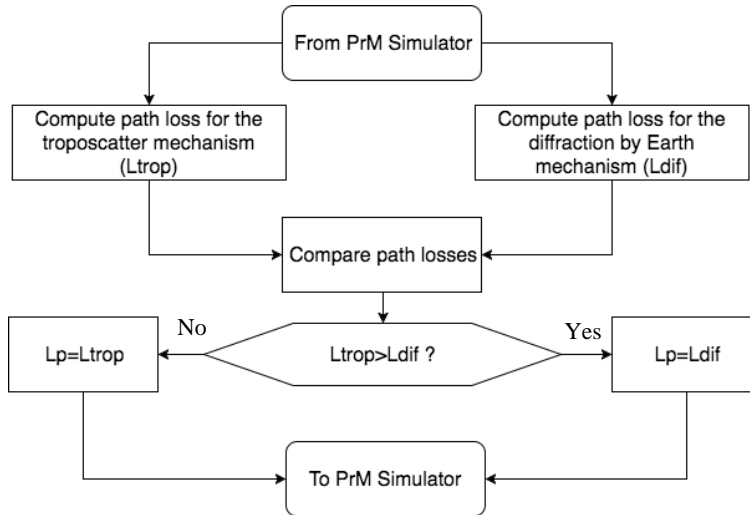 From PrM Simulator
Compute path loss for the
troposcatter mechanism
(Ltrop)
Compute path loss for the
diffraction by Earth
mechanism (Ldif)
Compare path losses
No
Yes
Lp=Ltrop
Ltrop>Ldif ?
Lp=Ldif
To PrM Simulator